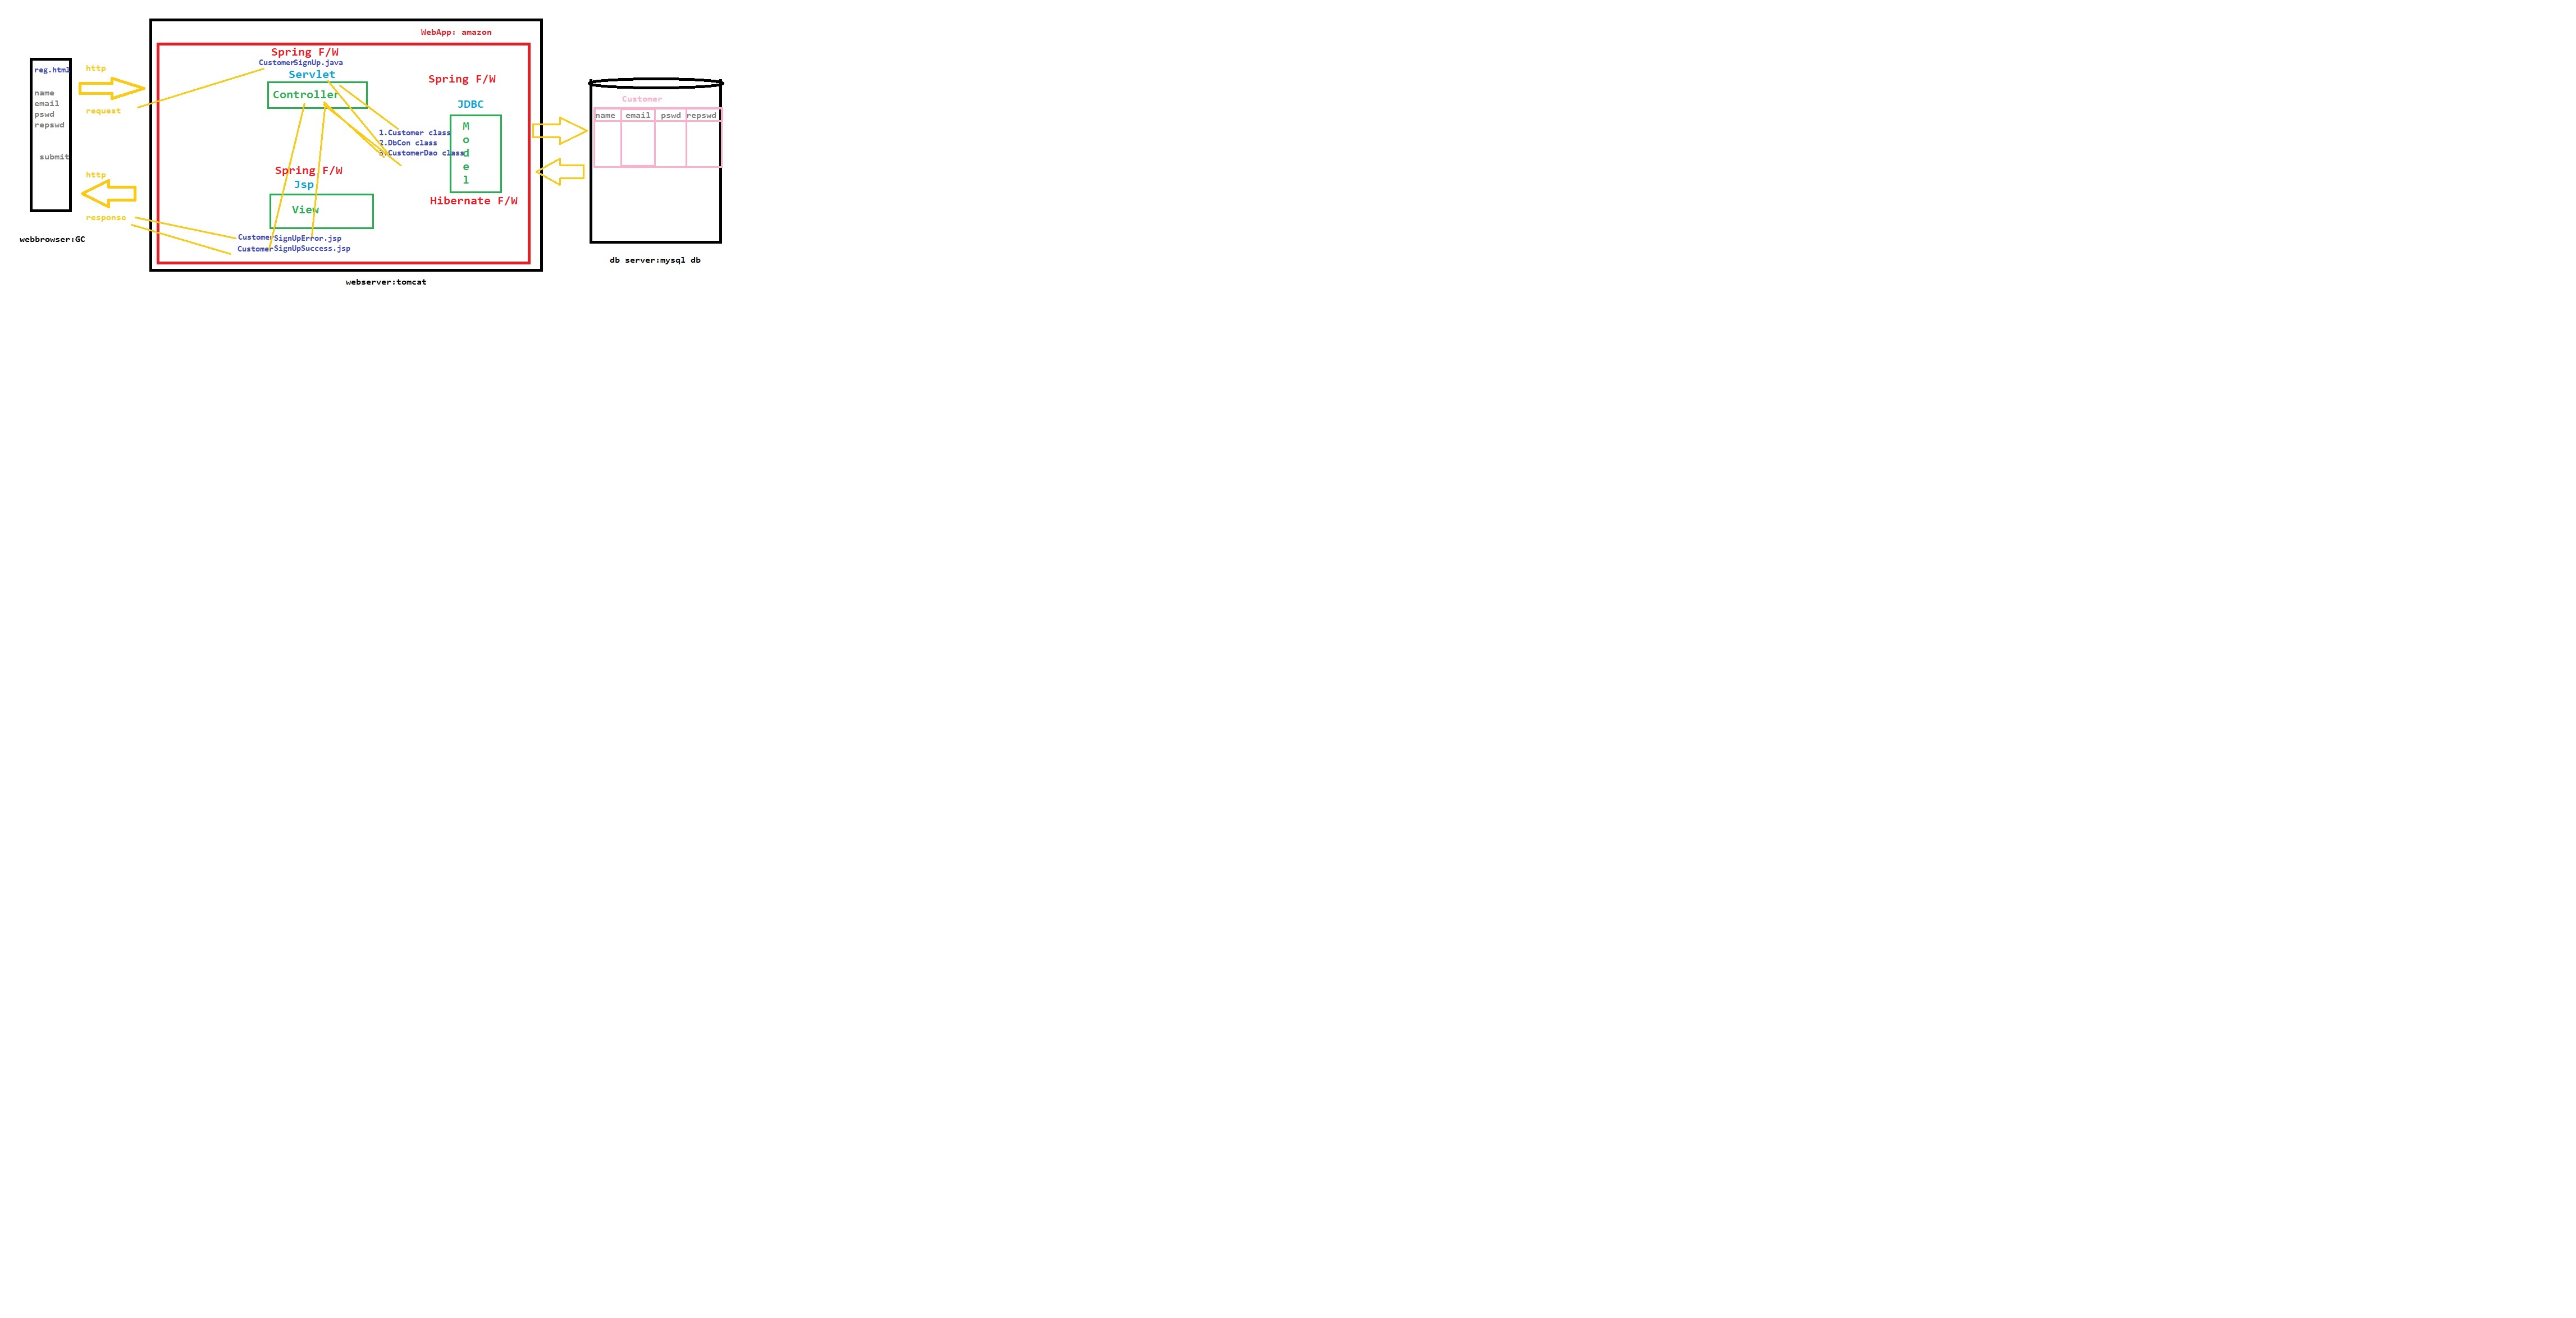 WebApp: amazon
reg.html
name
email
pswd
repswd
submit
webbrowser:GC
http
request
http
response
Spring F/W
CustomerSignUp.java
Servlet
Controller
Spring F/W
JDBC
1.Customer class
2.DbCon class
3.CustomerDao class
M
o
d
e
l
Hibernate F/W
Spring F/W
Jsp
View
CustomerSignUpError.jsp
CustomerSignUpSuccess.jsp
webserver:tomcat
Customer
name email pswd repswd
db server:mysql db